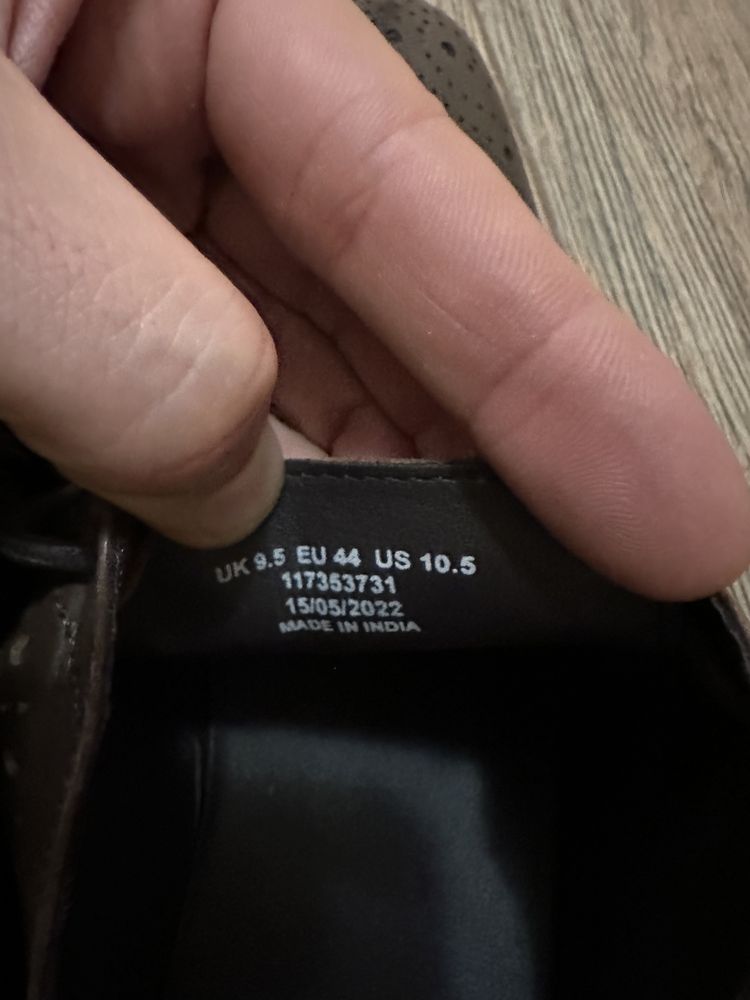 UK 9.5 EU 44 US 10.5
117353731
15/05/2022
MADE IN INDIA